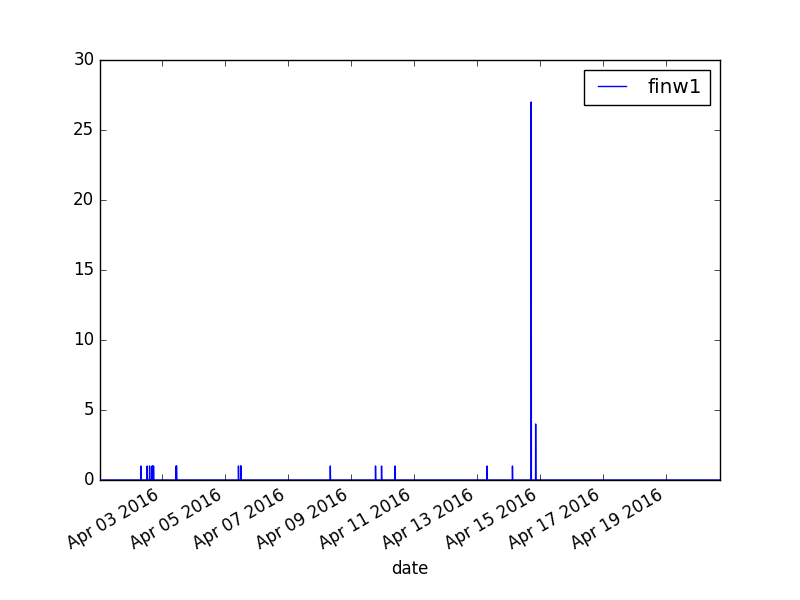 30
finw1
25
20
15
10
5
0
Apr 03 2016
Apr 05 2016
Apr 07 2016
Apr 09 2016
Apr 11 2016
Apr 13 2016
Apr 15 2016
Apr 17 2016
Apr 19 2016
date